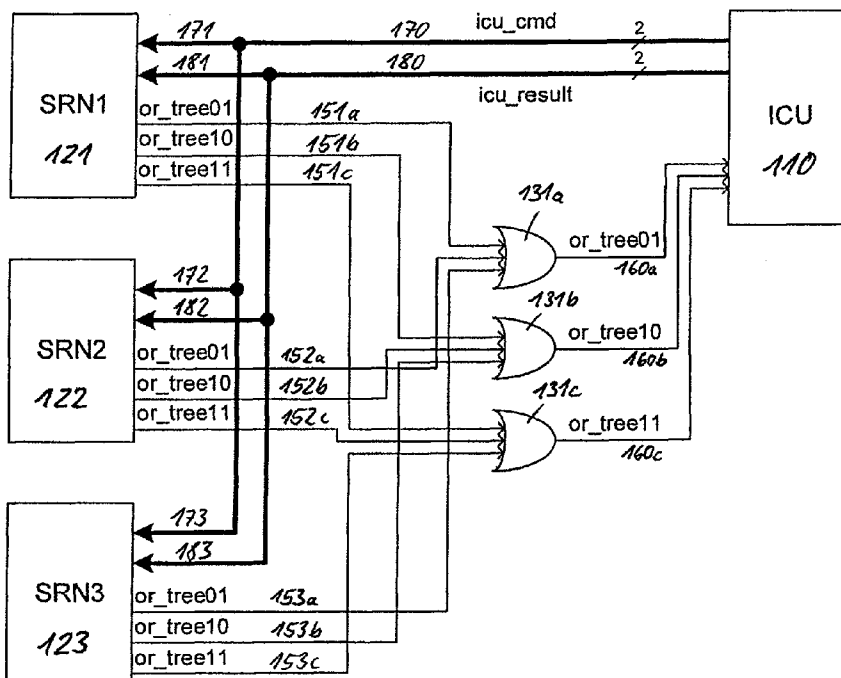 171 170 icu_cmd 2
181 180 2
icu_result
SRN1
121
or_tree01 151a
or_tree10 151b
or_tree11 151c
ICU
110
131a
or_tree01
160a
172
182
SRN2
122
or_tree01 152a
or_tree10 152b
or_tree11 152c
131b
or_tree10
160b
131c
or_tree11
160c
173
183
SRN3
123
or_tree01 153a
or_tree10 153b
or_tree11 153c